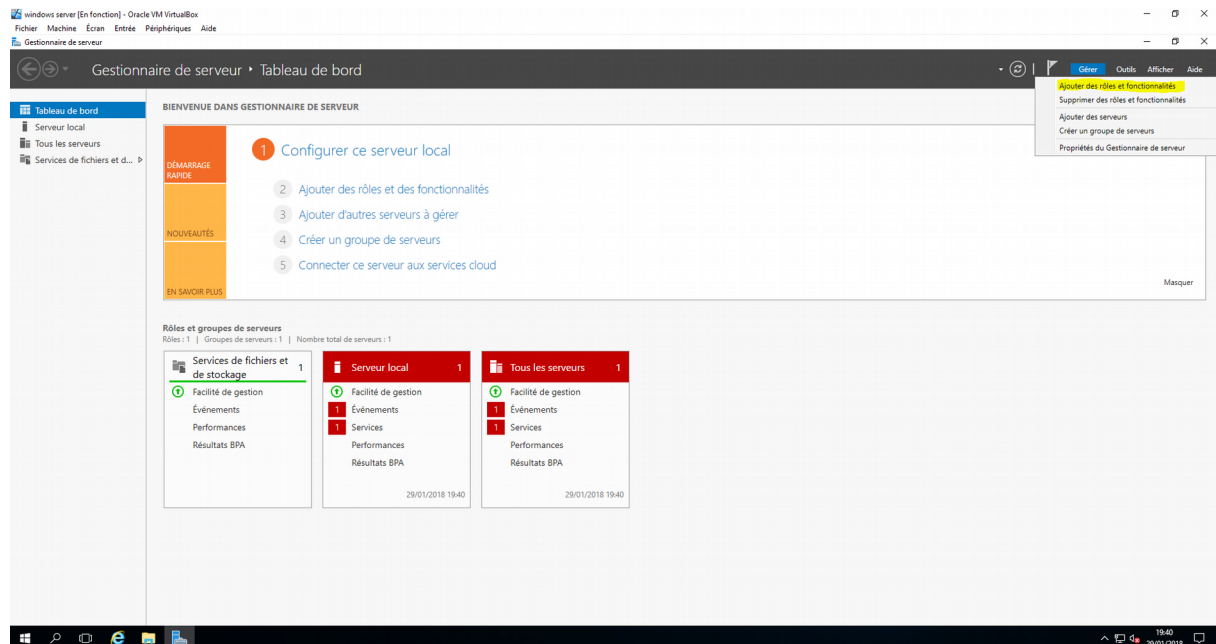 windows server [En fonction] - Oracle VM VirtualBox
Fichier Machine Écran Entrée Périphériques Aide
Gestionnaire de serveur
Gestionnaire de serveur • Tableau de bord
Gérer Outils Afficher Aide
Ajouter des rôles et fonctionnalités
Supprimer des rôles et fonctionnalités
Ajouter des serveurs
Créer un groupe de serveurs
Propriétés du Gestionnaire de serveur
Tableau de bord
Serveur local
Tous les serveurs
Services de fichiers et d...
BIENVENUE DANS GESTIONNAIRE DE SERVEUR
DÉMARRAGE
RAPIDE
NOUVEAUTÉS
EN SAVOIR PLUS
1 Configurer ce serveur local
2 Ajouter des rôles et des fonctionnalités
3 Ajouter d'autres serveurs à gérer
4 Créer un groupe de serveurs
5 Connecter ce serveur aux services cloud
Masquer
Rôles et groupes de serveurs
Rôles : 1 | Groupes de serveurs : 1 | Nombre total de serveurs : 1
Services de fichiers et
de stockage
1
Facilité de gestion
Événements
Performances
Résultats BPA
Serveur local 1
Facilité de gestion
1 Événements
1 Services
Performances
Résultats BPA
29/01/2018 19:40
Tous les serveurs 1
Facilité de gestion
1 Événements
1 Services
Performances
Résultats BPA
29/01/2018 19:40
19:40
29/01/2018